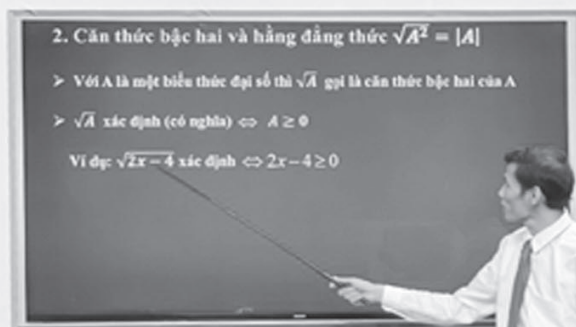 2. Căn thức bậc hai và hằng đẳng thức √A² = |A|
➢ Với A là một biểu thức đại số thì √A gọi là căn thức bậc hai của A
➢ √A xác định (có nghĩa) ⇔ A ≥ 0
Ví dụ: √2x − 4 xác định ⇔ 2x − 4 ≥ 0